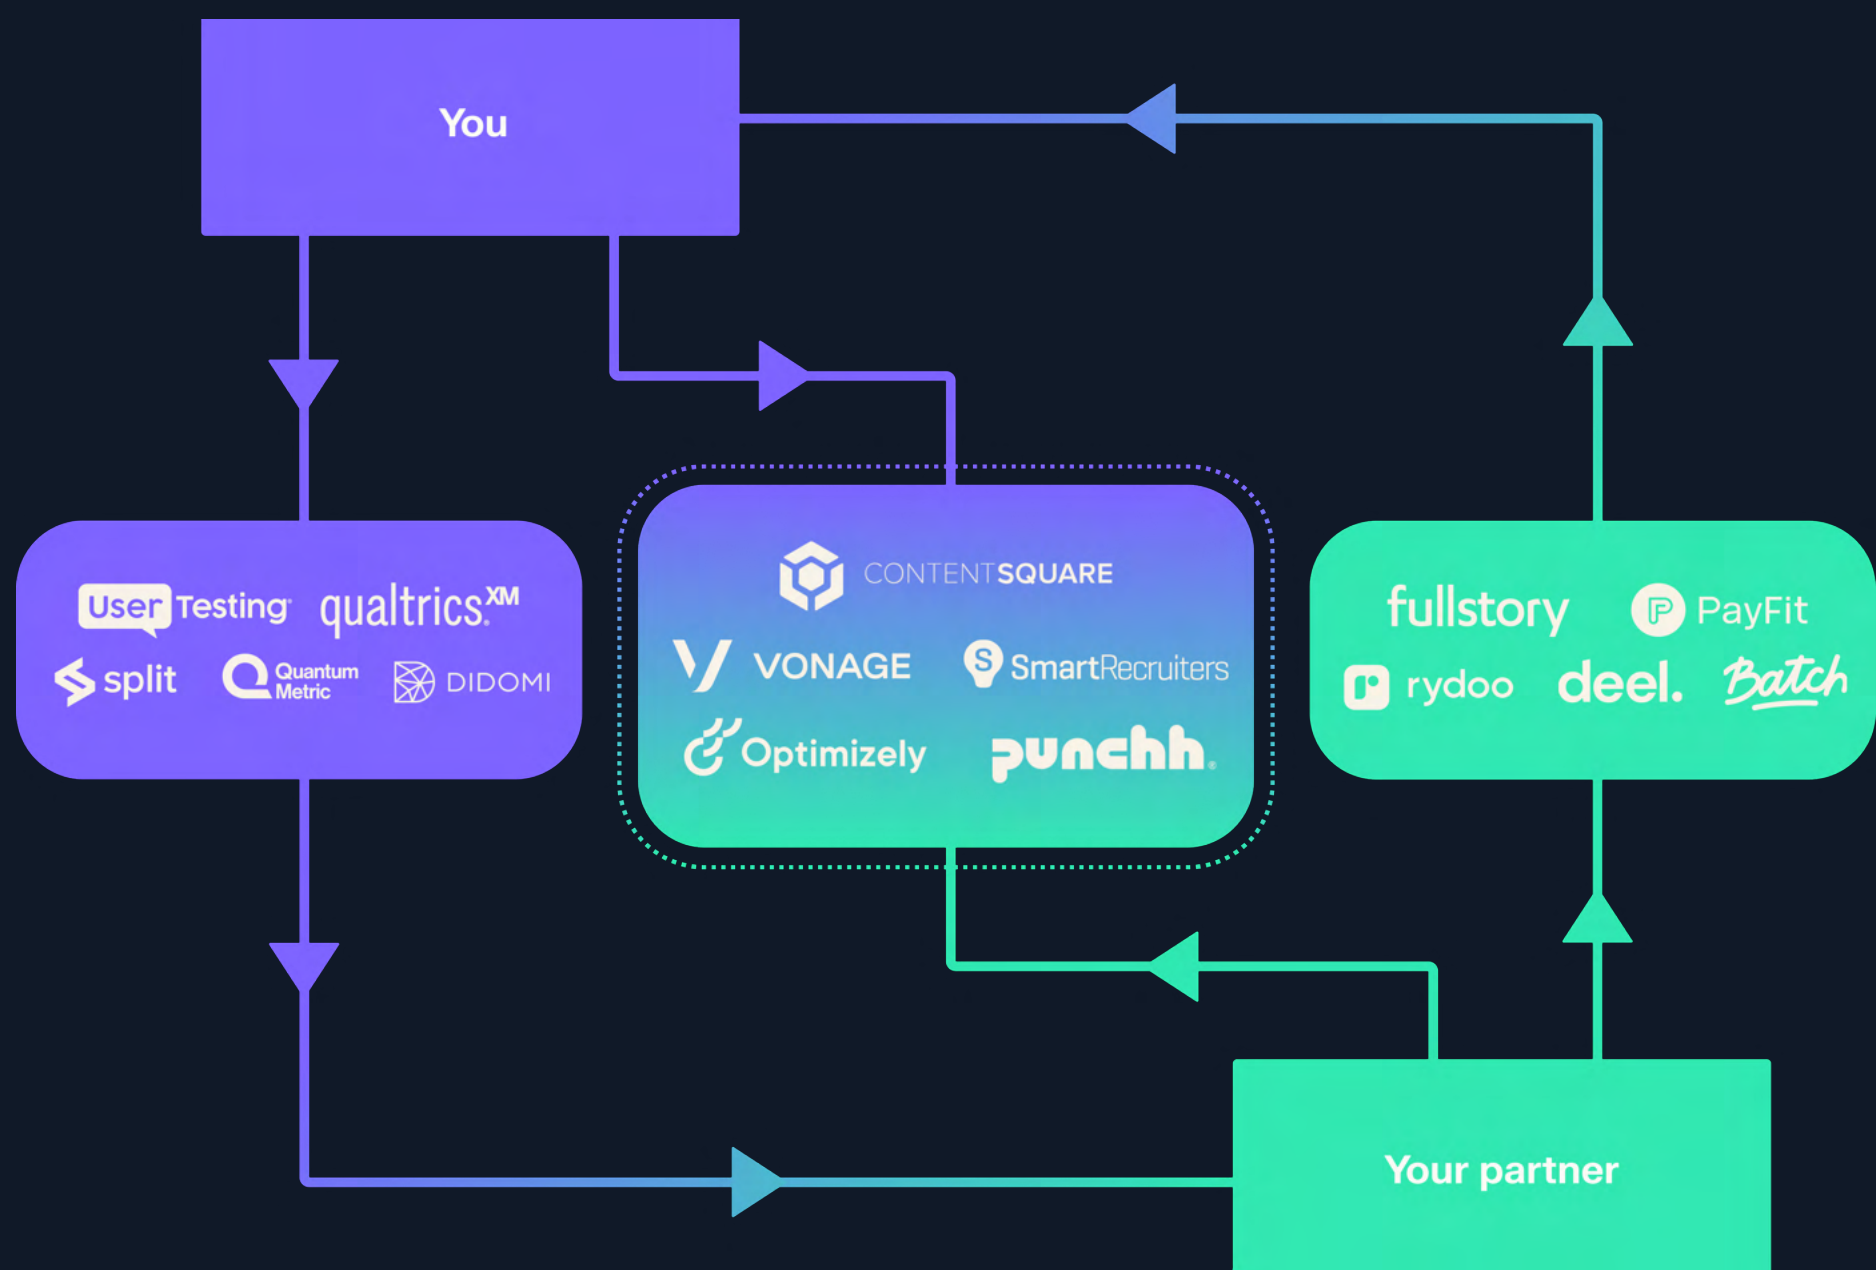 You
User Testing
qualtrics.XM
split
Quantum
Metric
DIDOMI
CONTENTSQUARE
VONAGE
SmartRecruiters
Optimizely
punchh®
fullstory
PayFit
rydoo
deel.
Batch
Your partner